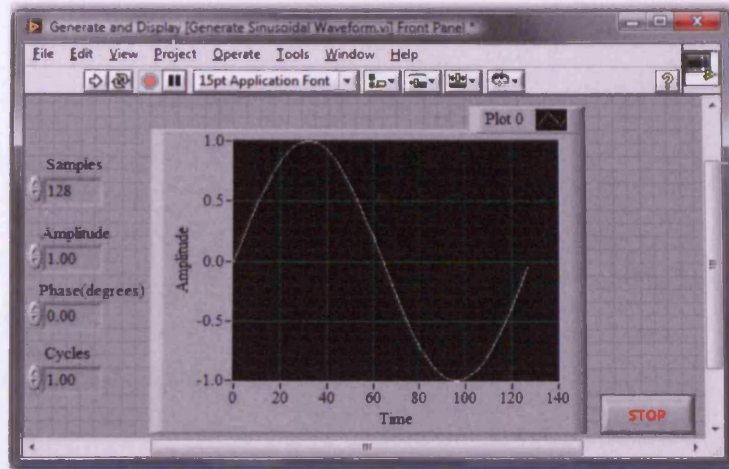 Generate and Display [Generate Sinusoidal Waveform.vi] Front Panel *
File Edit View Project Operate Tools Window Help
15pt Application Font
?
Plot 0
Samples
128
Amplitude
1.00
Phase(degrees)
0.00
Cycles
1.00
Amplitude
1.0
0.5
0.0
-0.5
-1.0
0 20 40 60 80 100 120 140
Time
STOP